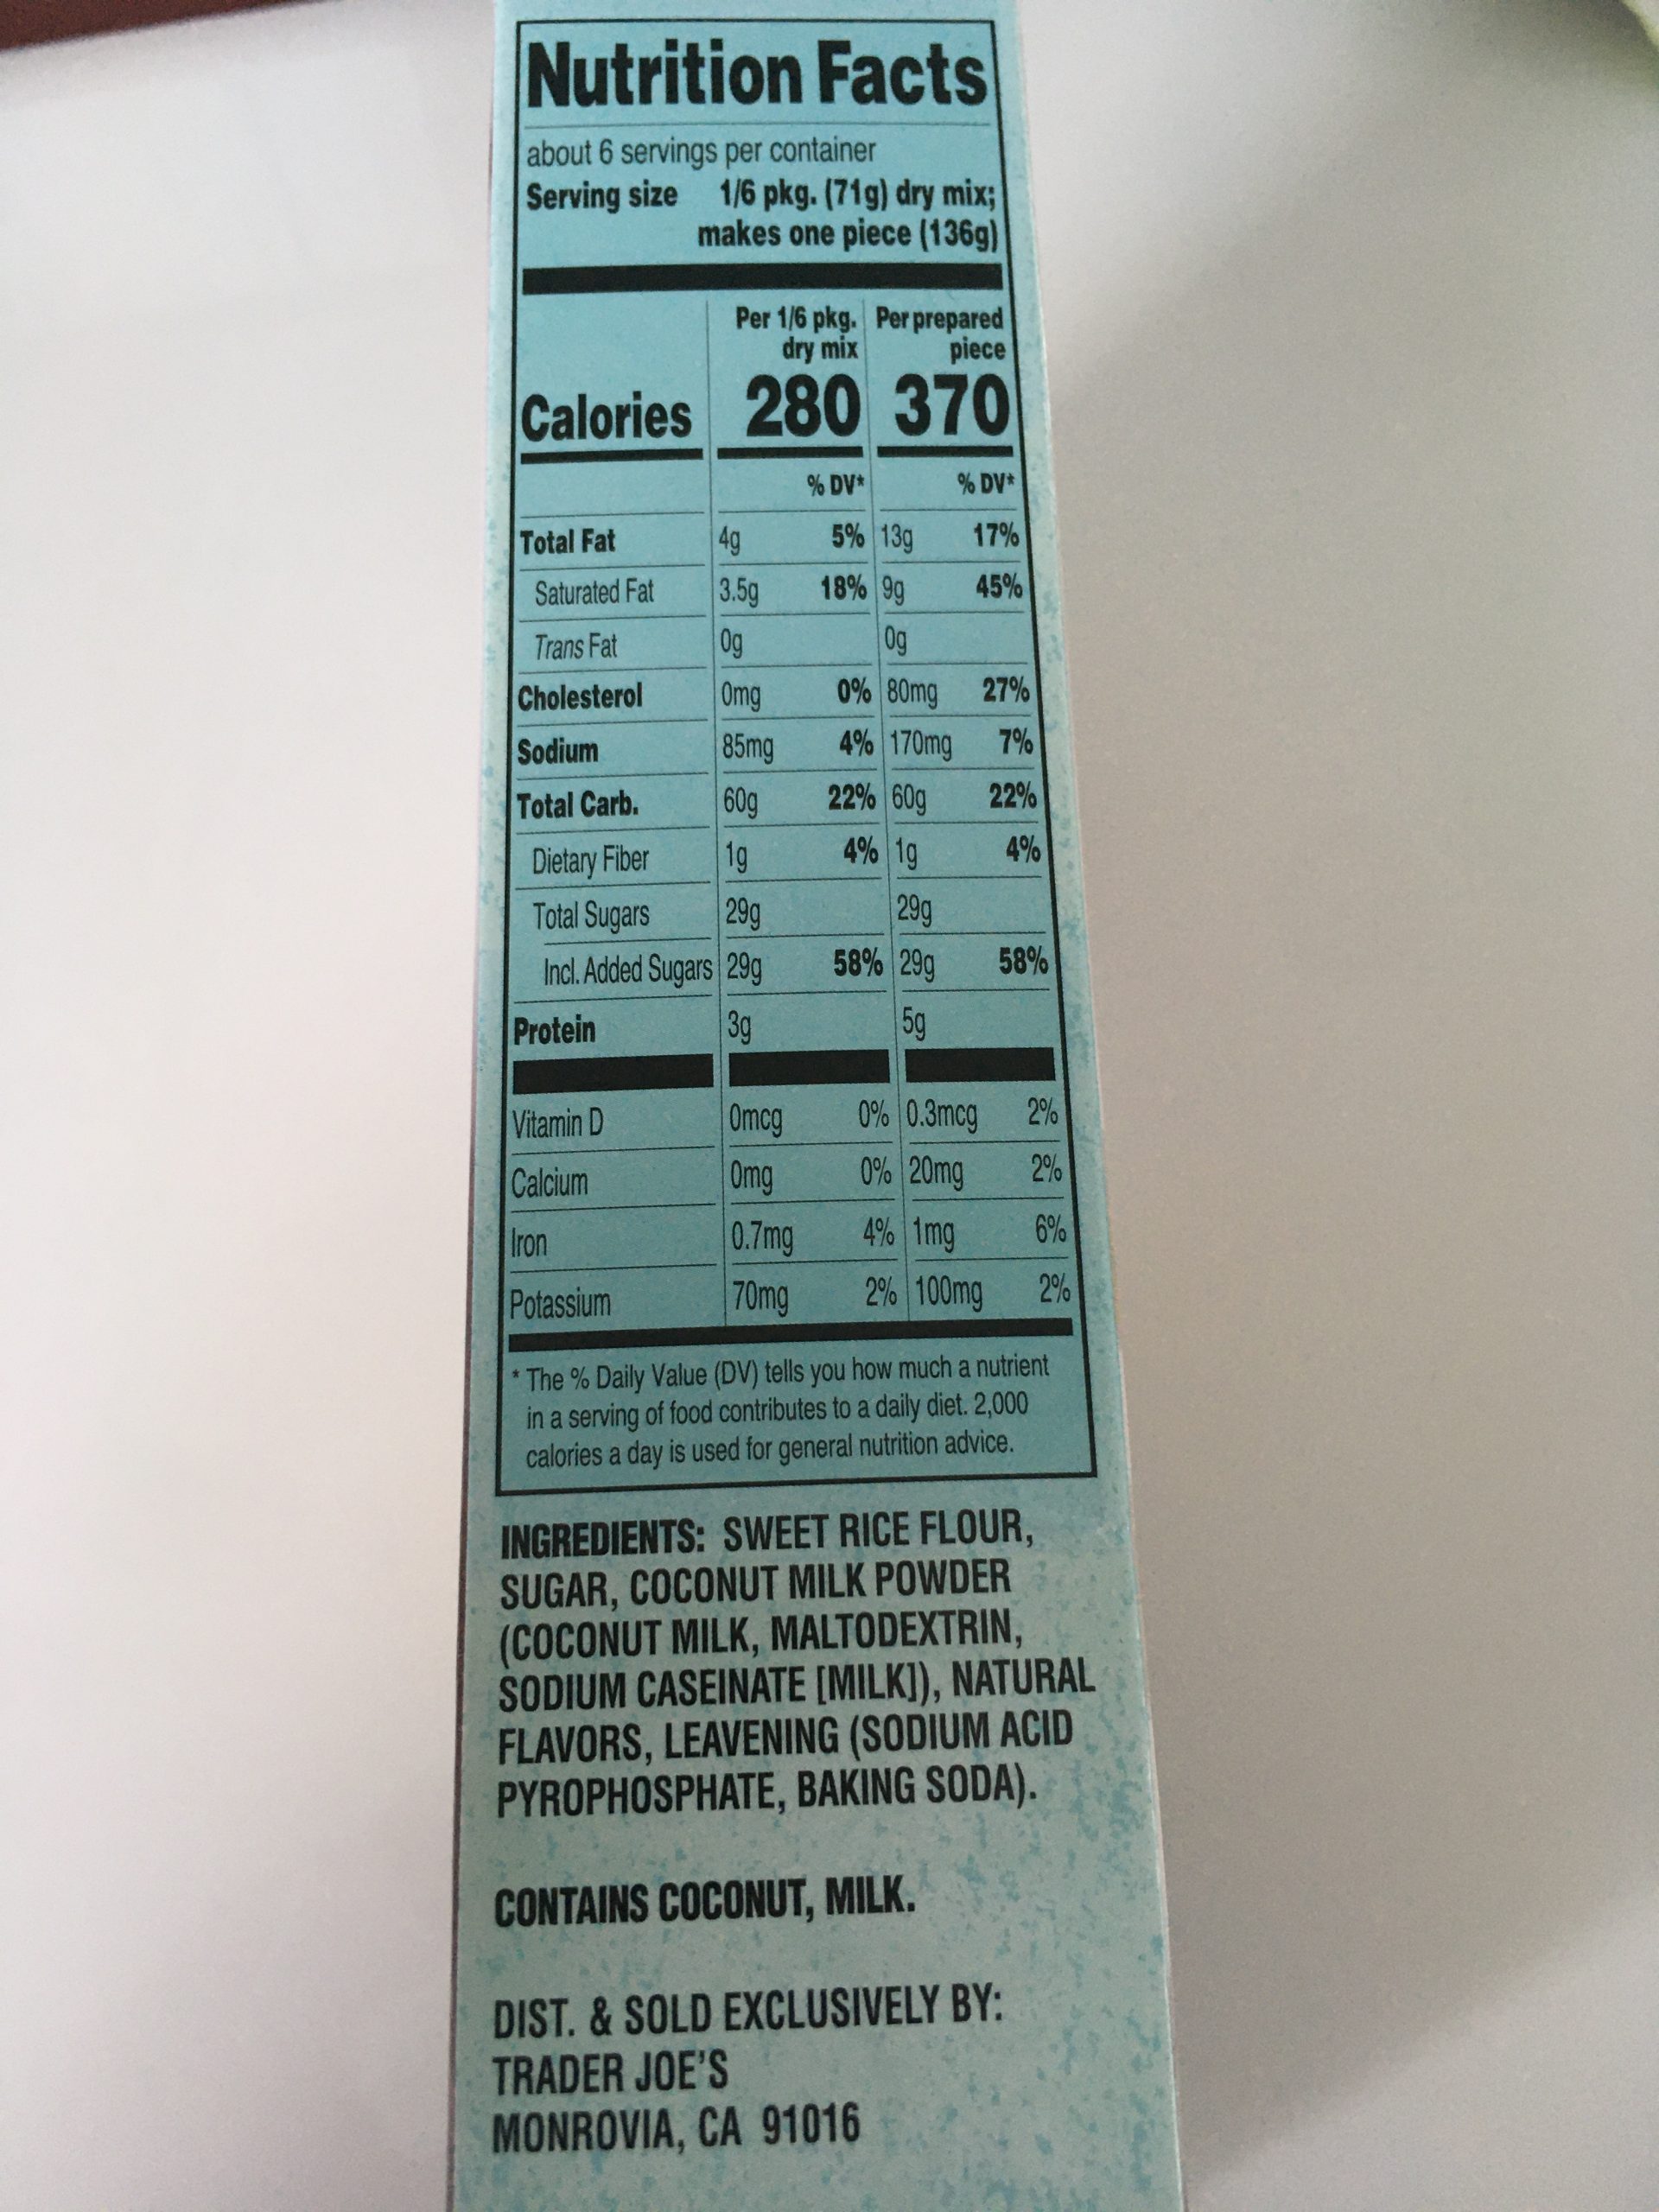 Nutrition Facts
about 6 servings per container
Serving size 1/6 pkg. (71g) dry mix;
makes one piece (136g)
Per 1/6 pkg. Per prepared
dry mix piece
Calories 280 370
% DV* % DV*
Total Fat 4g 5% 13g 17%
Saturated Fat 3.5g 18% 9g 45%
Trans Fat 0g 0g
Cholesterol 0mg 0% 80mg 27%
Sodium 85mg 4% 170mg 7%
Total Carb. 60g 22% 60g 22%
Dietary Fiber 1g 4% 1g 4%
Total Sugars 29g 29g
Incl. Added Sugars 29g 58% 29g 58%
Protein 3g 5g
Vitamin D 0mcg 0% 0.3mcg 2%
Calcium 0mg 0% 20mg 2%
Iron 0.7mg 4% 1mg 6%
Potassium 70mg 2% 100mg 2%
* The % Daily Value (DV) tells you how much a nutrient
in a serving of food contributes to a daily diet. 2,000
calories a day is used for general nutrition advice.
INGREDIENTS: SWEET RICE FLOUR,
SUGAR, COCONUT MILK POWDER
(COCONUT MILK, MALTODEXTRIN,
SODIUM CASEINATE [MILK]), NATURAL
FLAVORS, LEAVENING (SODIUM ACID
PYROPHOSPHATE, BAKING SODA).
CONTAINS COCONUT, MILK.
DIST. & SOLD EXCLUSIVELY BY:
TRADER JOE'S
MONROVIA, CA 91016